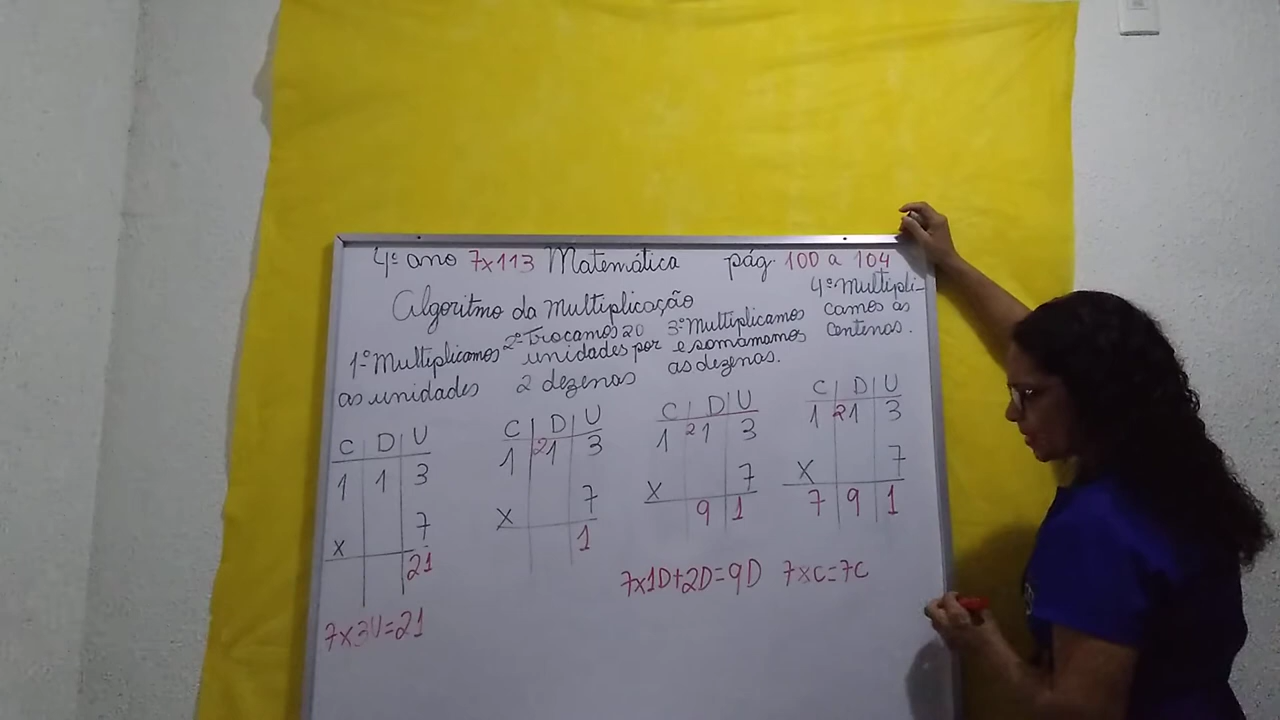 4º ano 7x113 Matemática pág. 100 a 104
Algoritmo da Multiplicação
1º Multiplicamos
as unidades
2º Trocamos 20
unidades por
2 dezenas
3º Multiplicamos
e somamamos
as dezenas.
4º Multipli-
camos as
centenas.
C D U
1 1 3
x 7
21
7x3U=21
C D U
1 21 3
x 7
1
C D U
1 21 3
x 7
9 1
7x1D+2D=9D
C D U
1 21 3
x 7
7 9 1
7xC=7C